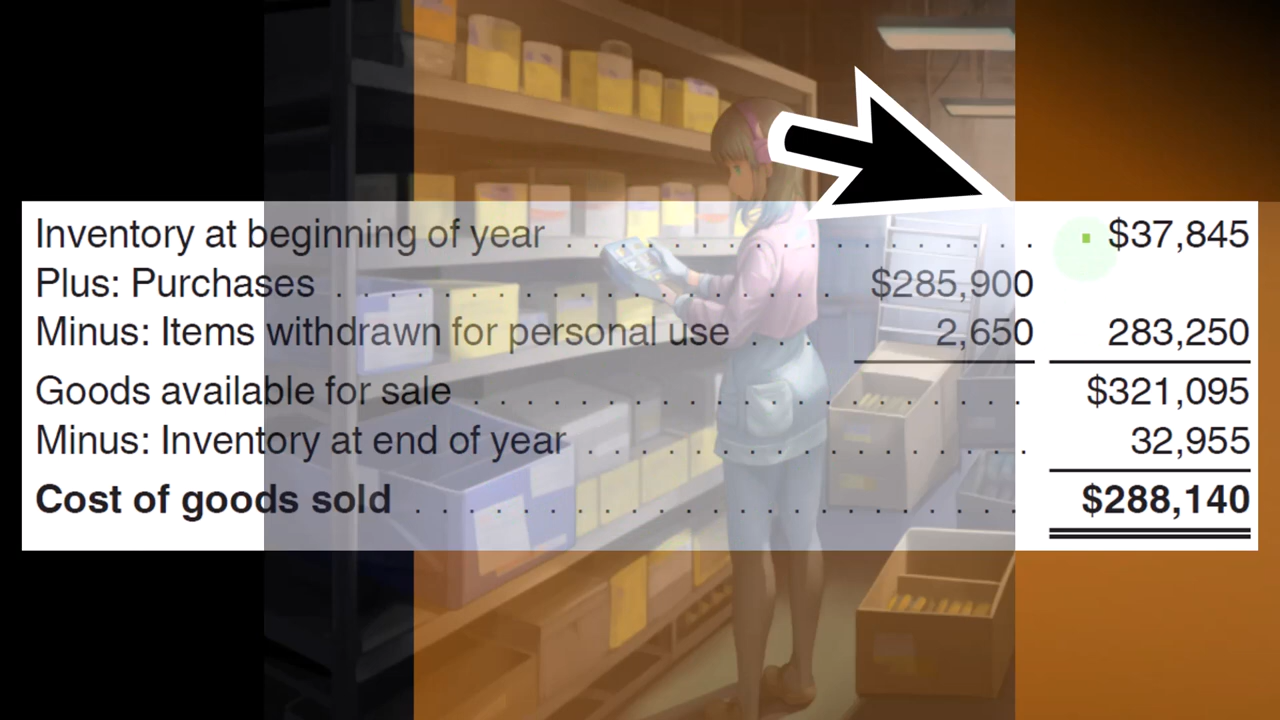 Inventory at beginning of year . . . . . . . . . . . . . . . . . . . . $37,845
Plus: Purchases . . . . . . . . . . . . . . . . . . . . . $285,900
Minus: Items withdrawn for personal use . . . 2,650 283,250
Goods available for sale . . . . . . . . . . . . . . . . . . . . . . . . $321,095
Minus: Inventory at end of year . . . . . . . . . . . . . . . . . 32,955
Cost of goods sold . . . . . . . . . . . . . . . . . . . . . . . $288,140